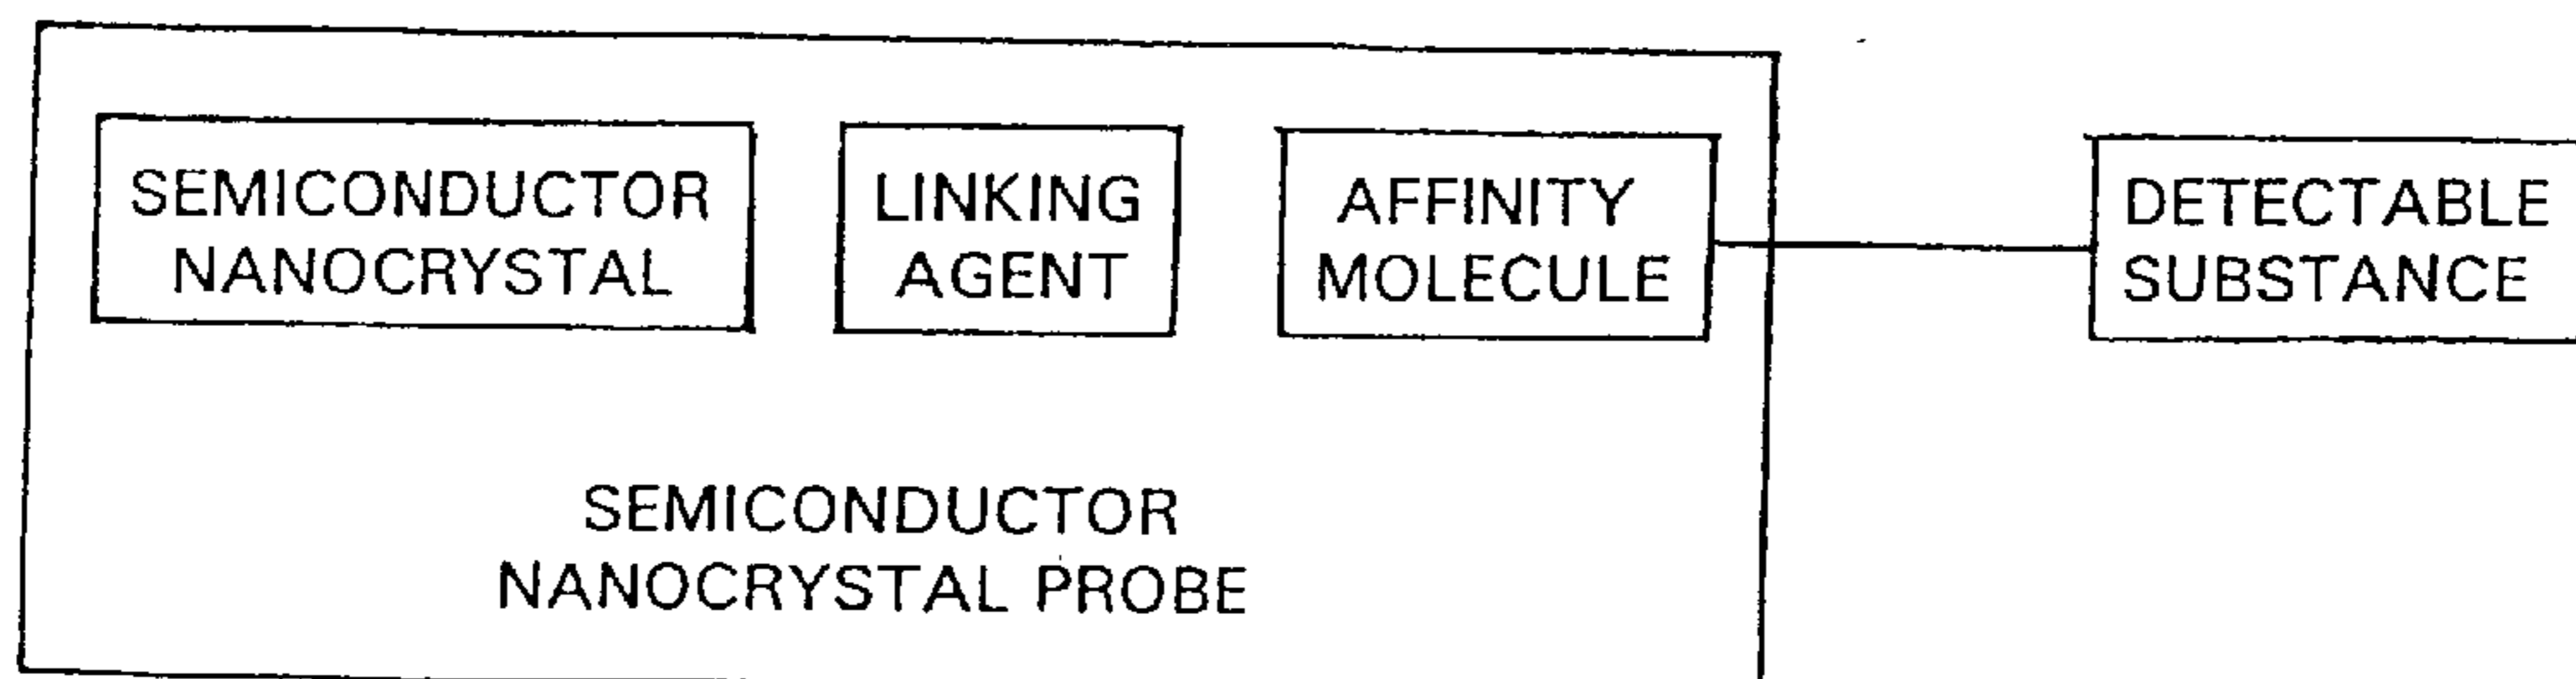 SEMICONDUCTOR
NANOCRYSTAL
LINKING
AGENT
AFFINITY
MOLECULE
DETECTABLE
SUBSTANCE
SEMICONDUCTOR
NANOCRYSTAL PROBE